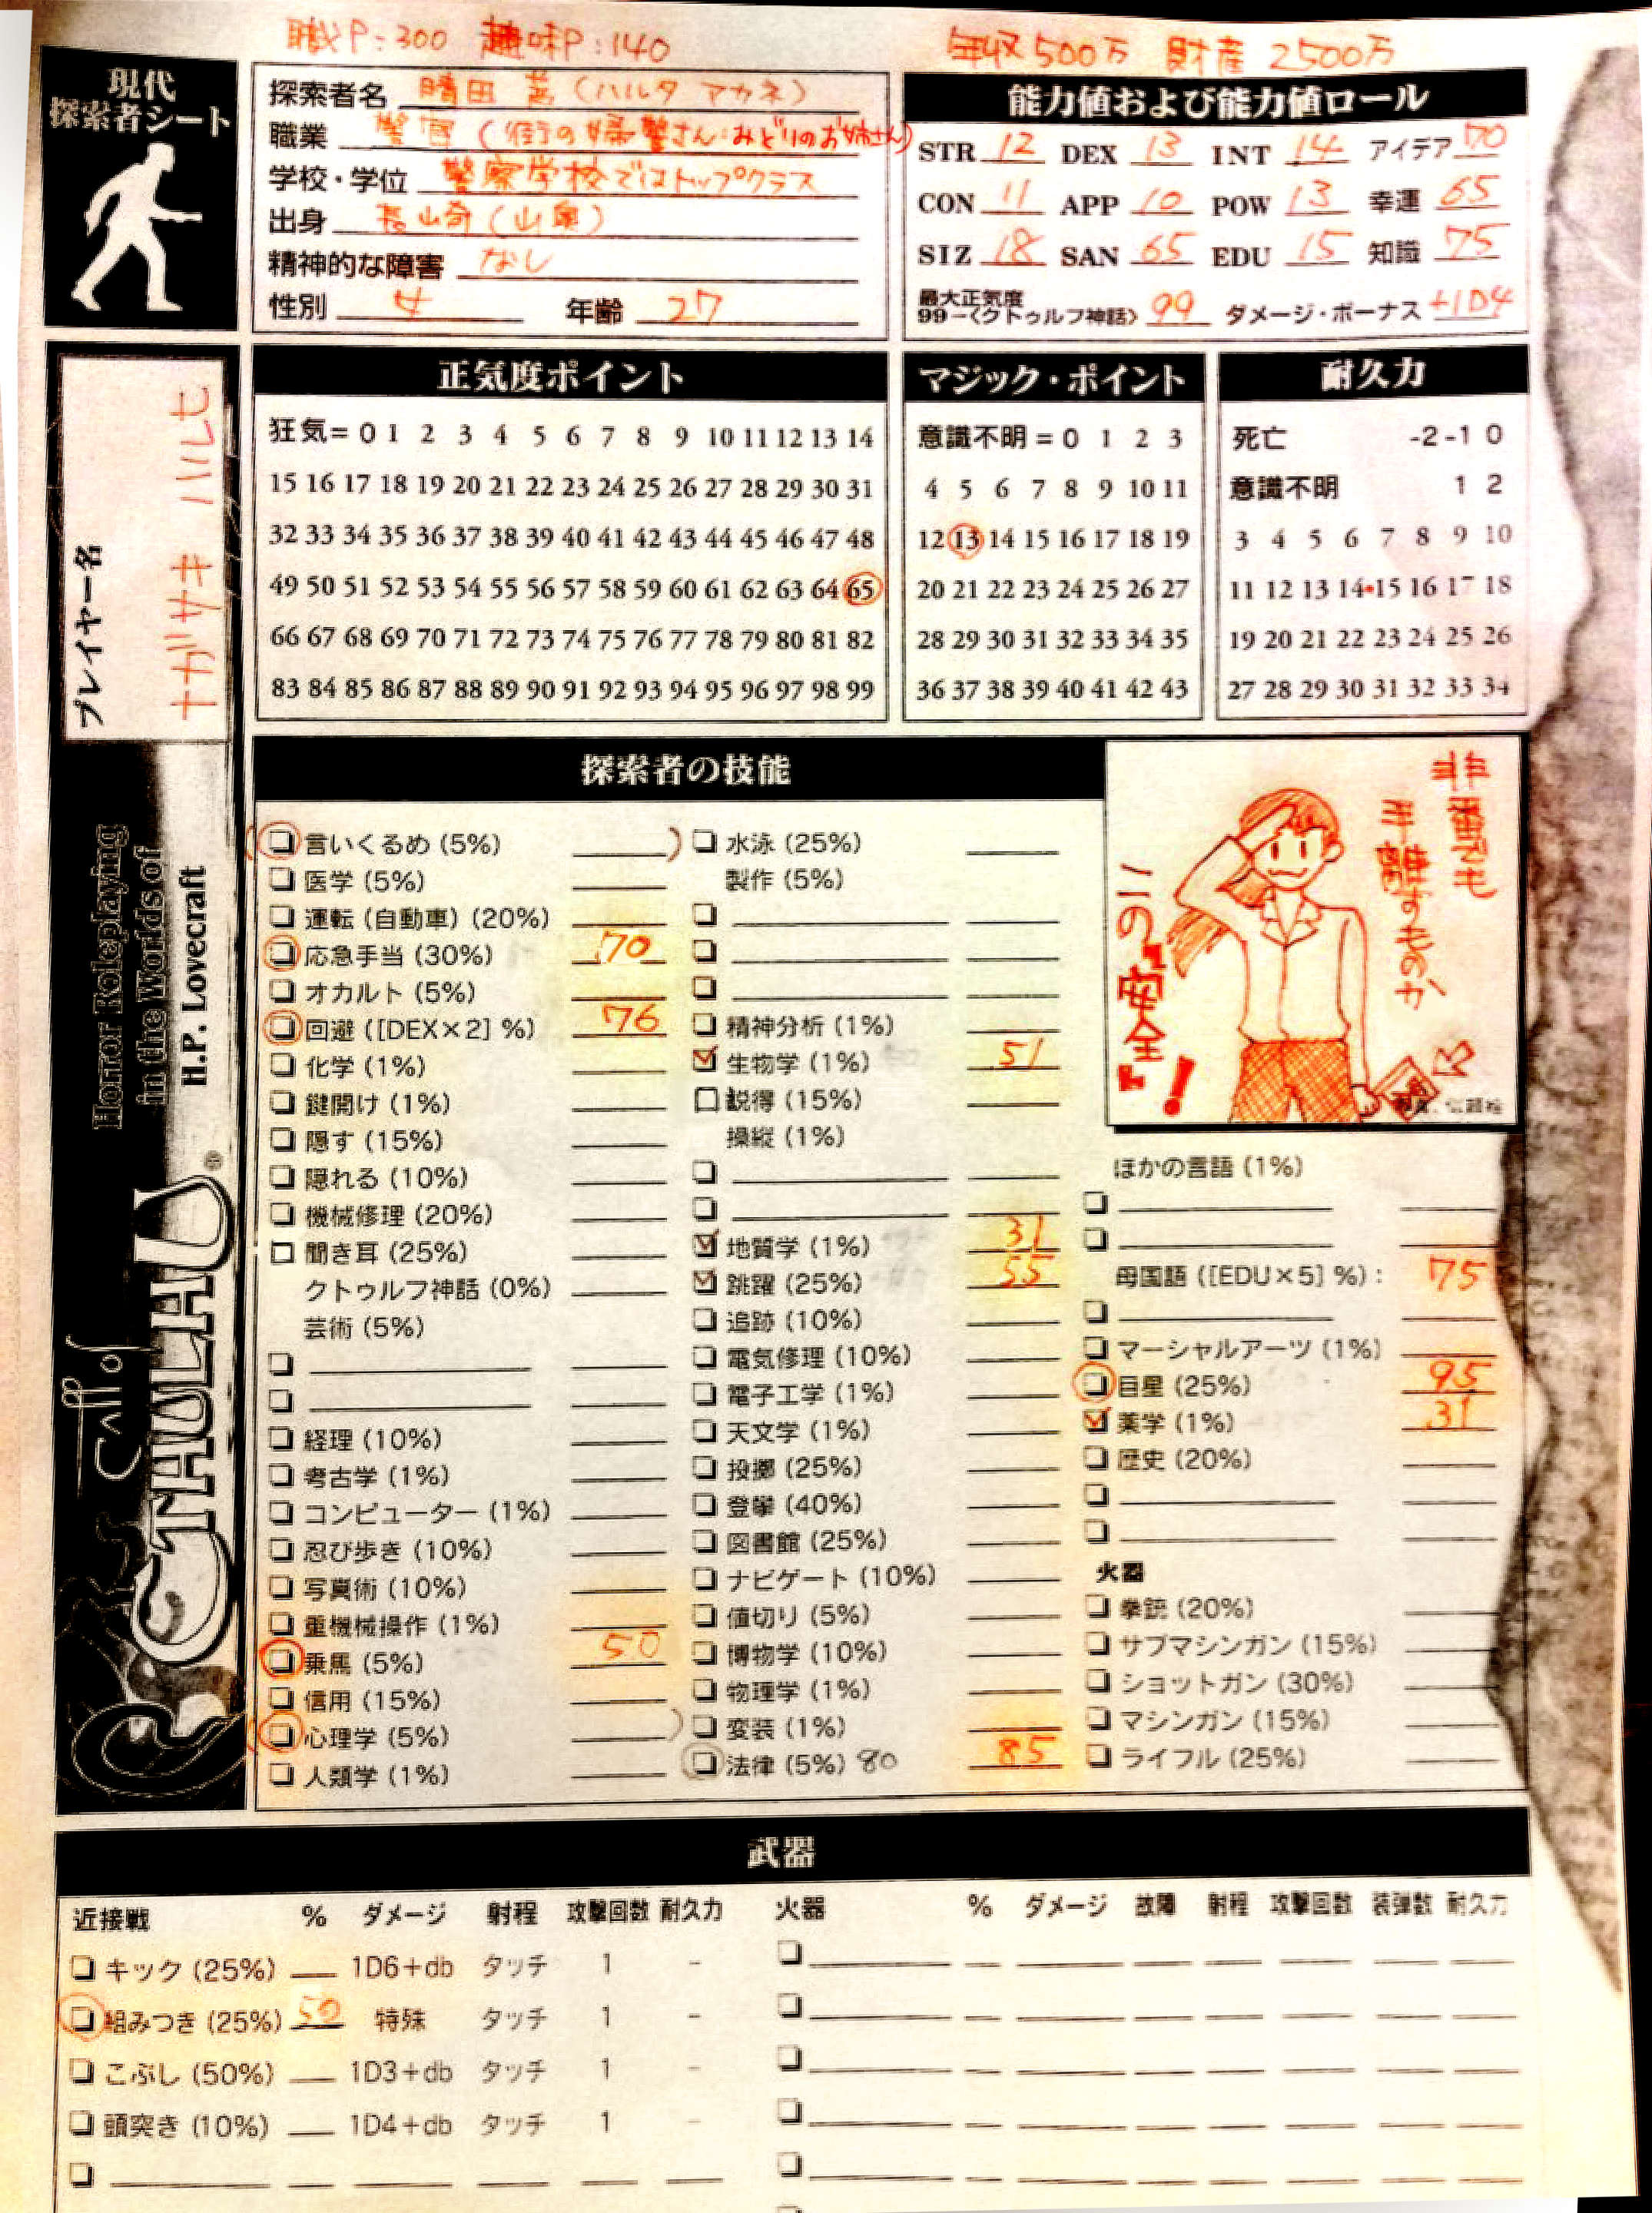 職P:300 趣味P:140
年収500万 財産 2500万
現代
探索者シート
探索者名 晴田 茜(ハルタ アカネ)
職業 警官(街の婦警さん:みどりのお姉さん)
学校・学位 警察学校ではトップクラス
出身 長崎(山奥)
精神的な障害 なし
性別 女 年齢 27
能力値および能力値ロール
STR 12 DEX 13 INT 14 アイデア 70
CON 11 APP 10 POW 13 幸運 65
SIZ 18 SAN 65 EDU 15 知識 75
最大正気度
99-〈クトゥルフ神話〉 99 ダメージ・ボーナス +1D4
プレイヤー名
ナガサキ ハルセ
正気度ポイント
狂気= 0 1 2 3 4 5 6 7 8 9 10 11 12 13 14
15 16 17 18 19 20 21 22 23 24 25 26 27 28 29 30 31
32 33 34 35 36 37 38 39 40 41 42 43 44 45 46 47 48
49 50 51 52 53 54 55 56 57 58 59 60 61 62 63 64 65
66 67 68 69 70 71 72 73 74 75 76 77 78 79 80 81 82
83 84 85 86 87 88 89 90 91 92 93 94 95 96 97 98 99
マジック・ポイント
意識不明=0 1 2 3
4 5 6 7 8 9 10 11
12 13 14 15 16 17 18 19
20 21 22 23 24 25 26 27
28 29 30 31 32 33 34 35
36 37 38 39 40 41 42 43
耐久力
死亡 -2 -1 0
意識不明 1 2
3 4 5 6 7 8 9 10
11 12 13 14・15 16 17 18
19 20 21 22 23 24 25 26
27 28 29 30 31 32 33 34
Horror Roleplaying
in the Worlds of
H.P. Lovecraft
Call of
CTHULHU®
探索者の技能
言いくるめ (5%)
医学 (5%)
運転 (自動車) (20%)
応急手当 (30%) 70
オカルト (5%)
回避 ([DEX×2] %) 76
化学 (1%)
鍵開け (1%)
隠す (15%)
隠れる (10%)
機械修理 (20%)
聞き耳 (25%)
クトゥルフ神話 (0%)
芸術 (5%)
経理 (10%)
考古学 (1%)
コンピューター (1%)
忍び歩き (10%)
写真術 (10%)
重機械操作 (1%)
乗馬 (5%) 50
信用 (15%)
心理学 (5%)
人類学 (1%)
水泳 (25%)
製作 (5%)
精神分析 (1%)
生物学 (1%) 51
説得 (15%)
操縦 (1%)
地質学 (1%) 31
跳躍 (25%) 55
追跡 (10%)
電気修理 (10%)
電子工学 (1%)
天文学 (1%)
投擲 (25%)
登攀 (40%)
図書館 (25%)
ナビゲート (10%)
値切り (5%)
博物学 (10%)
物理学 (1%)
変装 (1%)
法律 (5%) 80 85
非番でも
手離すものか
この『安全』!
ほかの言語 (1%)
母国語 ([EDU×5] %): 75
マーシャルアーツ (1%)
目星 (25%) 95
薬学 (1%) 31
歴史 (20%)
火器
拳銃 (20%)
サブマシンガン (15%)
ショットガン (30%)
マシンガン (15%)
ライフル (25%)
武器
近接戦 % ダメージ 射程 攻撃回数 耐久力
キック (25%) 1D6+db タッチ 1 -
組みつき (25%) 50 特殊 タッチ 1 -
こぶし (50%) 1D3+db タッチ 1 -
頭突き (10%) 1D4+db タッチ 1 -
火器 % ダメージ 故障 射程 攻撃回数 装弾数 耐久力